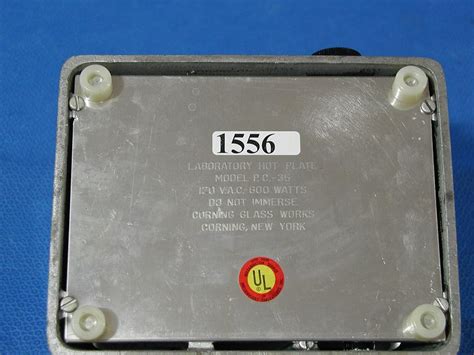 1556
LABORATORY HOT PLATE
MODEL P.C.-35
120 V.A.C.-600 WATTS
DO NOT IMMERSE
CORNING GLASS WORKS
CORNING, NEW YORK
UL